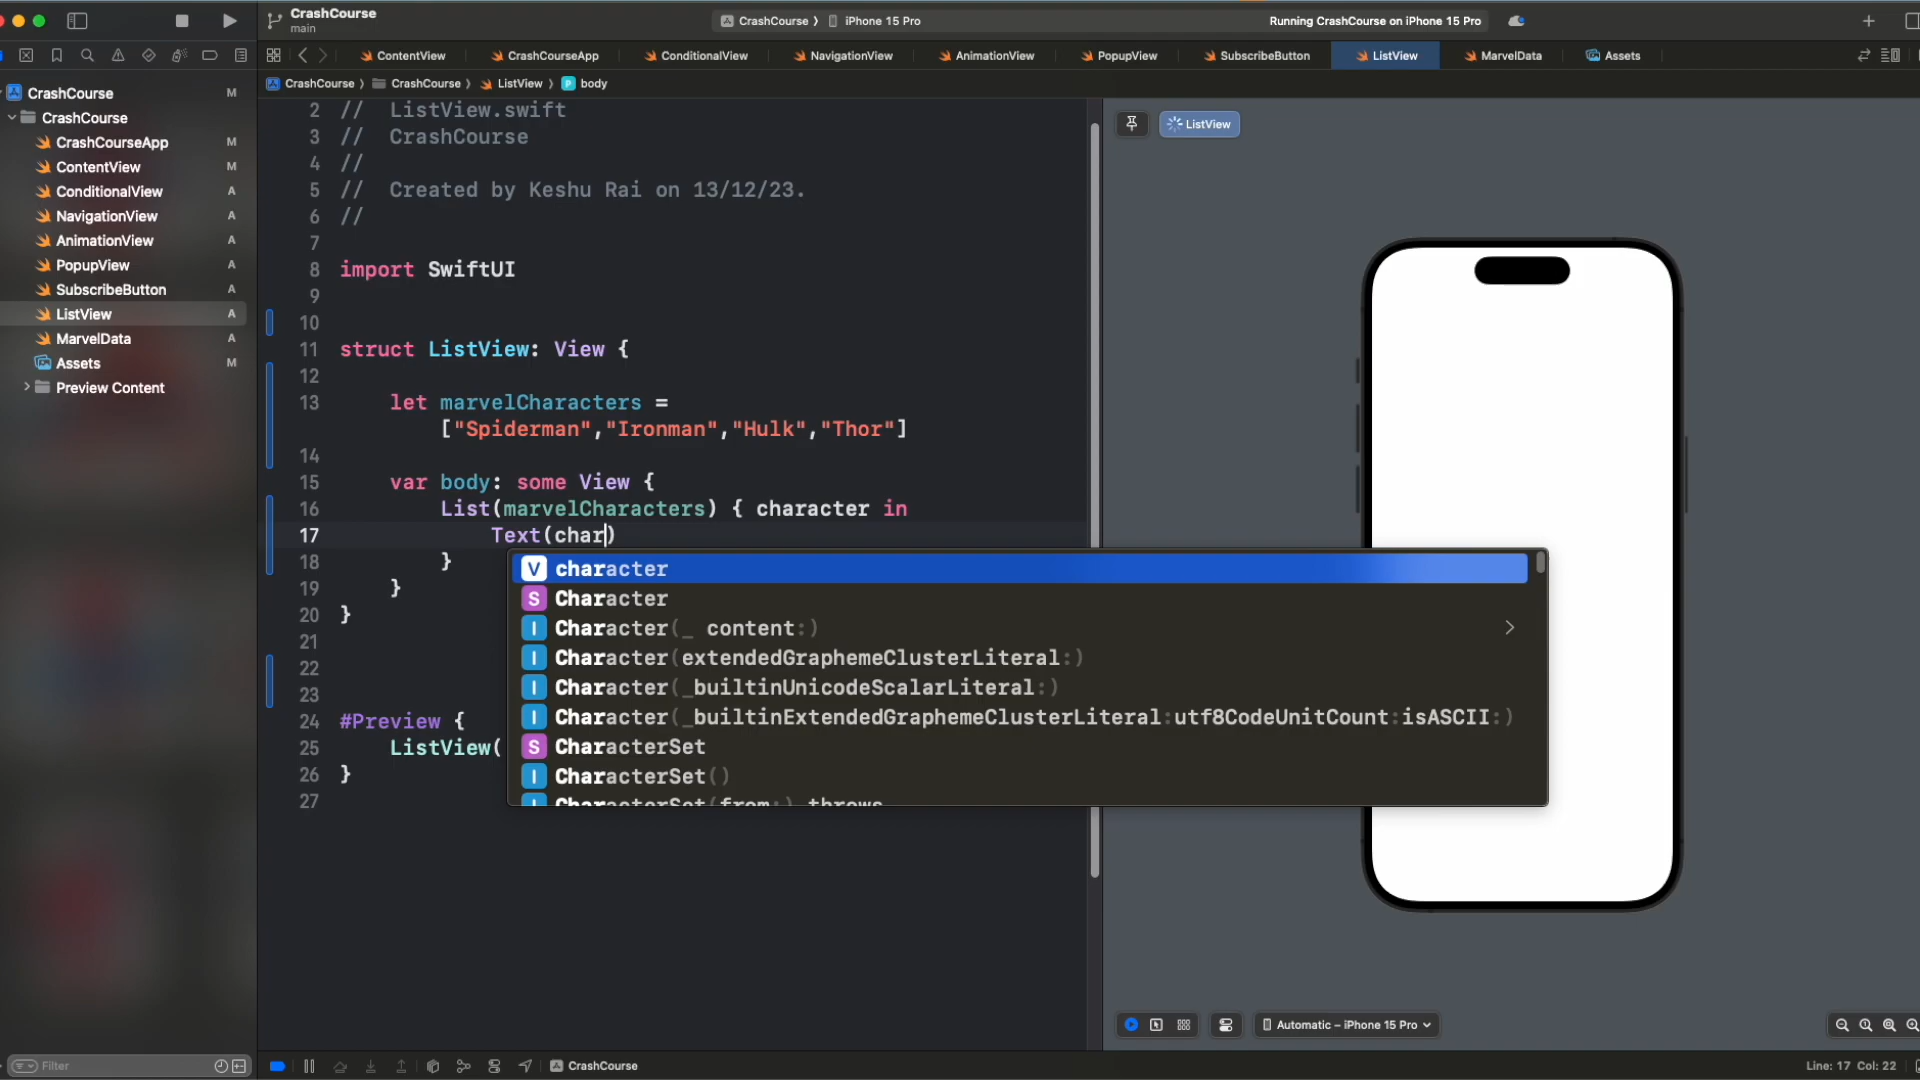 CrashCourse
main
CrashCourse
iPhone 15 Pro
Running CrashCourse on iPhone 15 Pro
ContentView
CrashCourseApp
ConditionalView
NavigationView
AnimationView
PopupView
SubscribeButton
ListView
MarvelData
Assets
CrashCourse
CrashCourse
ListView
P body
CrashCourse M
CrashCourse
CrashCourseApp M
ContentView M
ConditionalView A
NavigationView A
AnimationView A
PopupView A
SubscribeButton A
ListView A
MarvelData A
Assets M
Preview Content
2 // ListView.swift
3 // CrashCourse
4 //
5 // Created by Keshu Rai on 13/12/23.
6 //
7
8 import SwiftUI
9
10
11 struct ListView: View {
12
13 let marvelCharacters =
["Spiderman","Ironman","Hulk","Thor"]
14
15 var body: some View {
16 List(marvelCharacters) { character in
17 Text(char)
18 }
19 }
20 }
21
22
23
24 #Preview {
25 ListView(
26 }
27
V character
S Character
I Character(_ content:)
I Character(extendedGraphemeClusterLiteral:)
I Character(_builtinUnicodeScalarLiteral:)
I Character(_builtinExtendedGraphemeClusterLiteral:utf8CodeUnitCount:isASCII:)
S CharacterSet
I CharacterSet()
I CharacterSet(from:) throws
ListView
Automatic – iPhone 15 Pro
Filter
CrashCourse
Line: 17 Col: 22